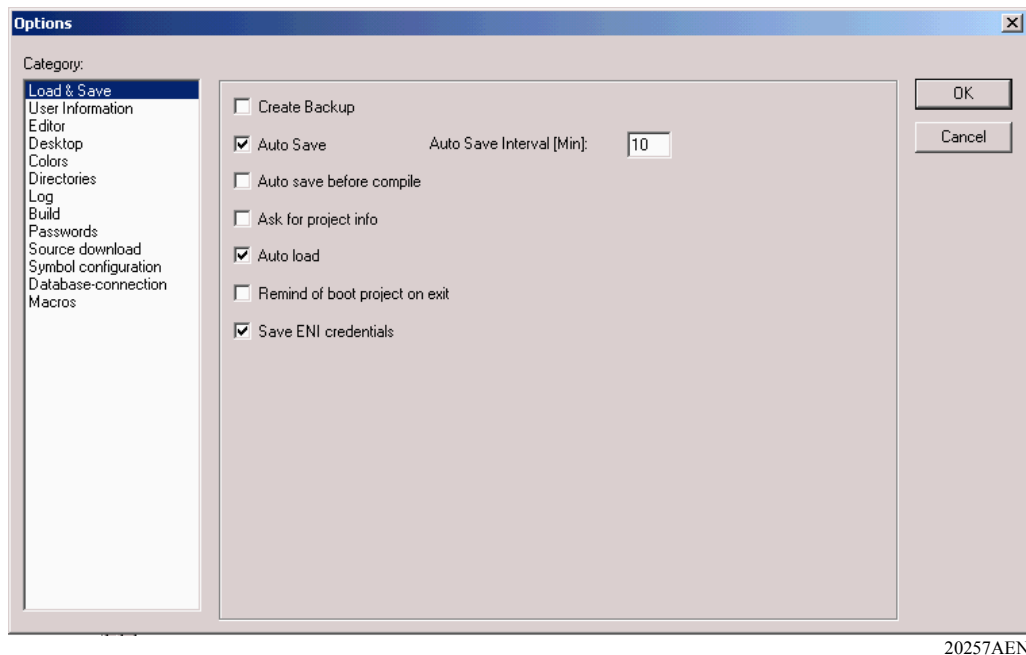 Options
Category:
Load & Save
User Information
Editor
Desktop
Colors
Directories
Log
Build
Passwords
Source download
Symbol configuration
Database-connection
Macros
Create Backup
Auto Save
Auto Save Interval [Min]:
10
Auto save before compile
Ask for project info
Auto load
Remind of boot project on exit
Save ENI credentials
OK
Cancel
20257AEN